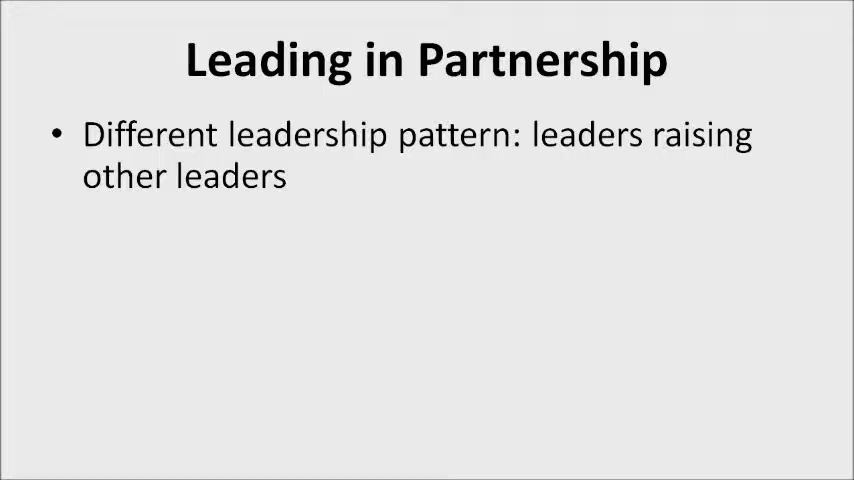 Leading in Partnership
• Different leadership pattern: leaders raising
other leaders